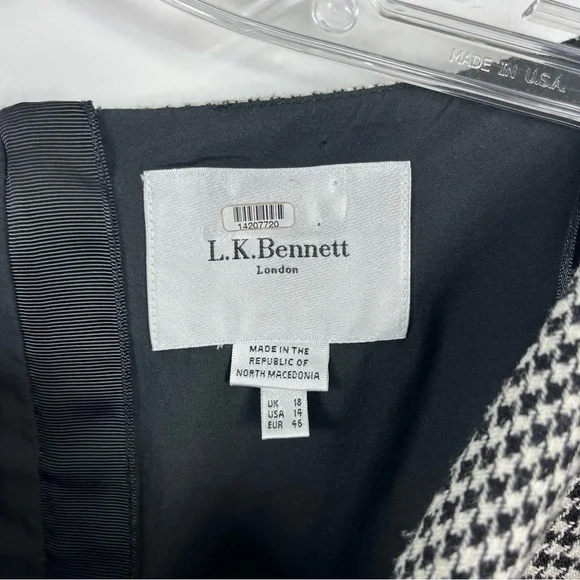 MADE IN U.S.A.
14207720
L.K.Bennett
London
MADE IN THE
REPUBLIC OF
NORTH MACEDONIA
UK 18
USA 14
EUR 46